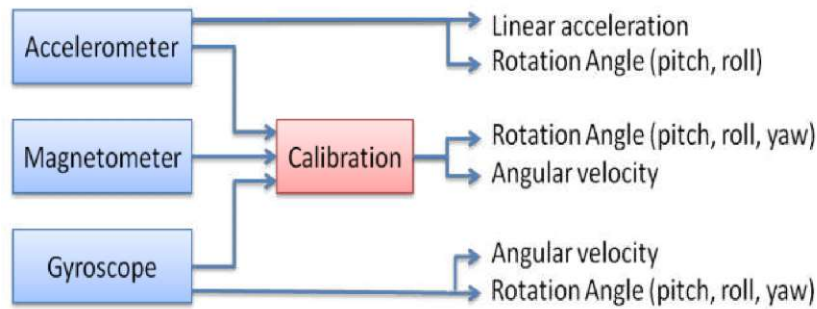 Accelerometer
Linear acceleration
Rotation Angle (pitch, roll)
Magnetometer
Calibration
Rotation Angle (pitch, roll, yaw)
Angular velocity
Gyroscope
Angular velocity
Rotation Angle (pitch, roll, yaw)